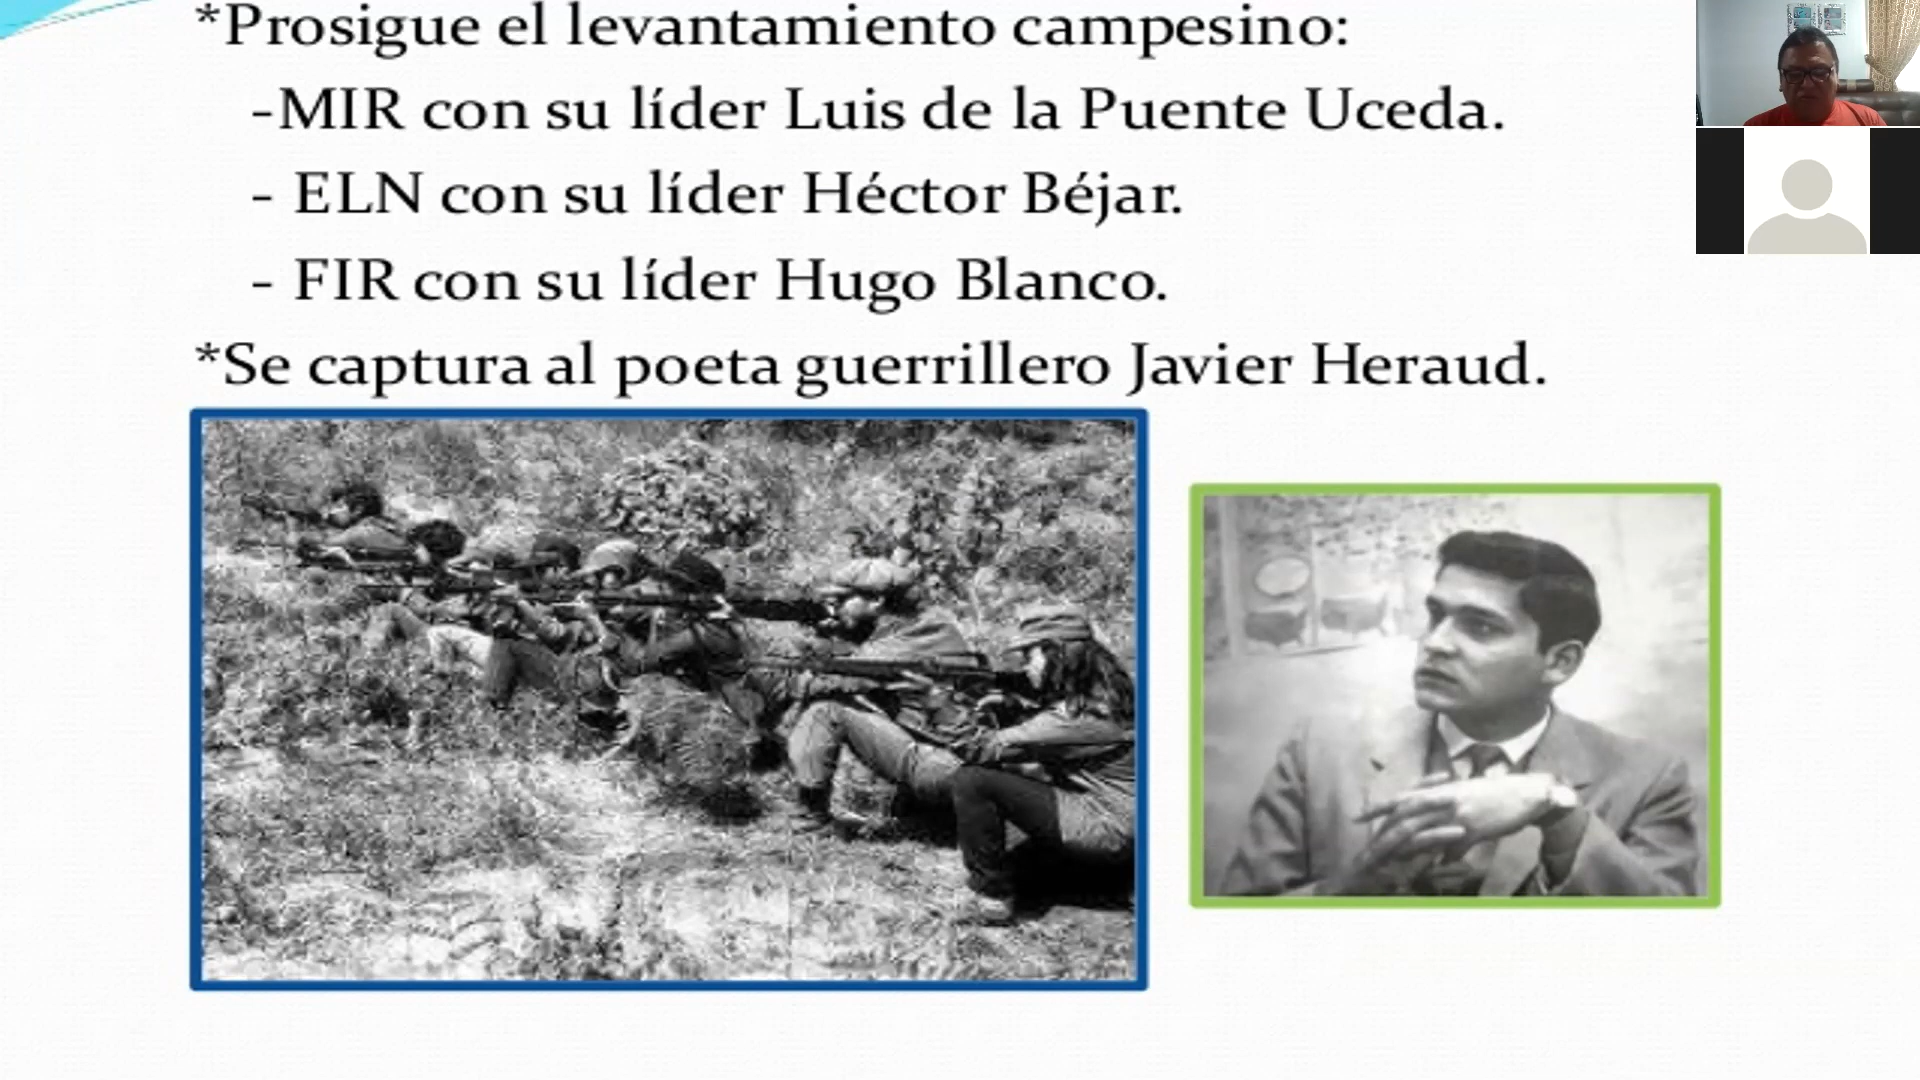 *Prosigue el levantamiento campesino:
-MIR con su líder Luis de la Puente Uceda.
- ELN con su líder Héctor Béjar.
- FIR con su líder Hugo Blanco.
*Se captura al poeta guerrillero Javier Heraud.